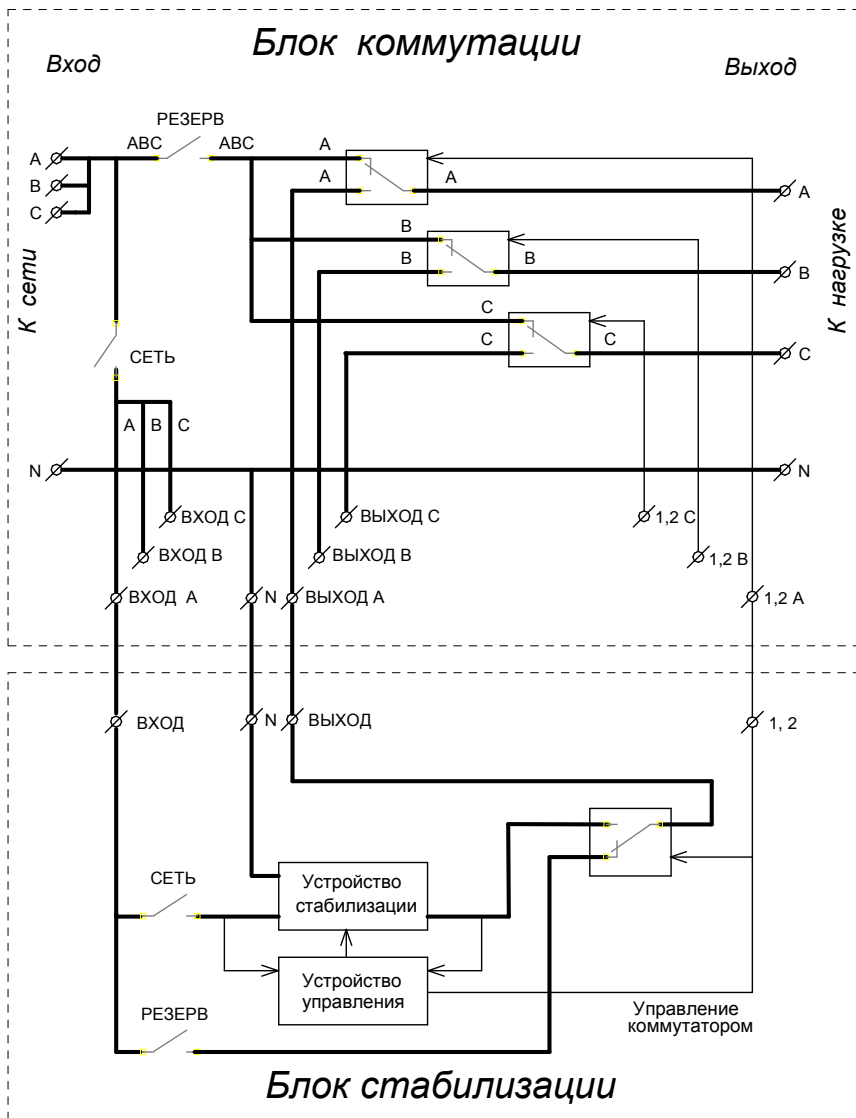 Блок коммутации
Вход
Выход
РЕЗЕРВ
ABC
ABC
A
B
C
A
A
A
A
B
B
B
B
C
C
C
C
К сети
К нагрузке
СЕТЬ
A
B
C
N
N
ВХОД C
ВЫХОД C
1,2 C
ВХОД B
ВЫХОД B
1,2 B
ВХОД A
N
ВЫХОД A
1,2 A
ВХОД
N
ВЫХОД
1, 2
СЕТЬ
Устройство
стабилизации
Устройство
управления
РЕЗЕРВ
Управление
коммутатором
Блок стабилизации